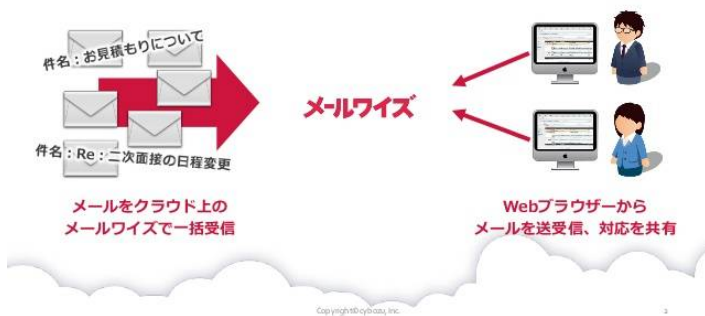 件名：お見積もりについて
件名：Re：二次面接の日程変更
メールワイズ
メールをクラウド上の
メールワイズで一括受信
Webブラウザーから
メールを送受信、対応を共有
Copyright©cybozu, Inc.